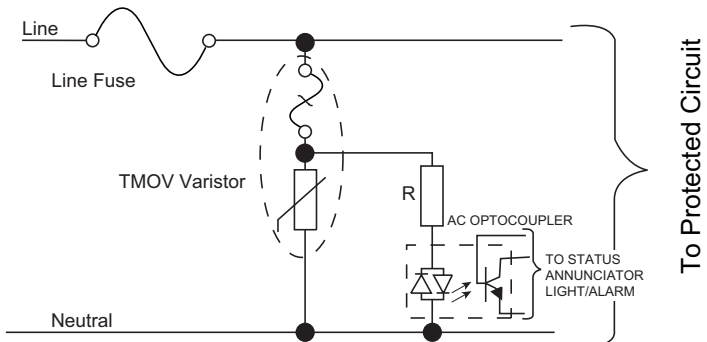 Line
Line Fuse
To Protected Circuit
TMOV Varistor
R
AC OPTOCOUPLER
TO STATUS
ANNUNCIATOR
LIGHT/ALARM
Neutral